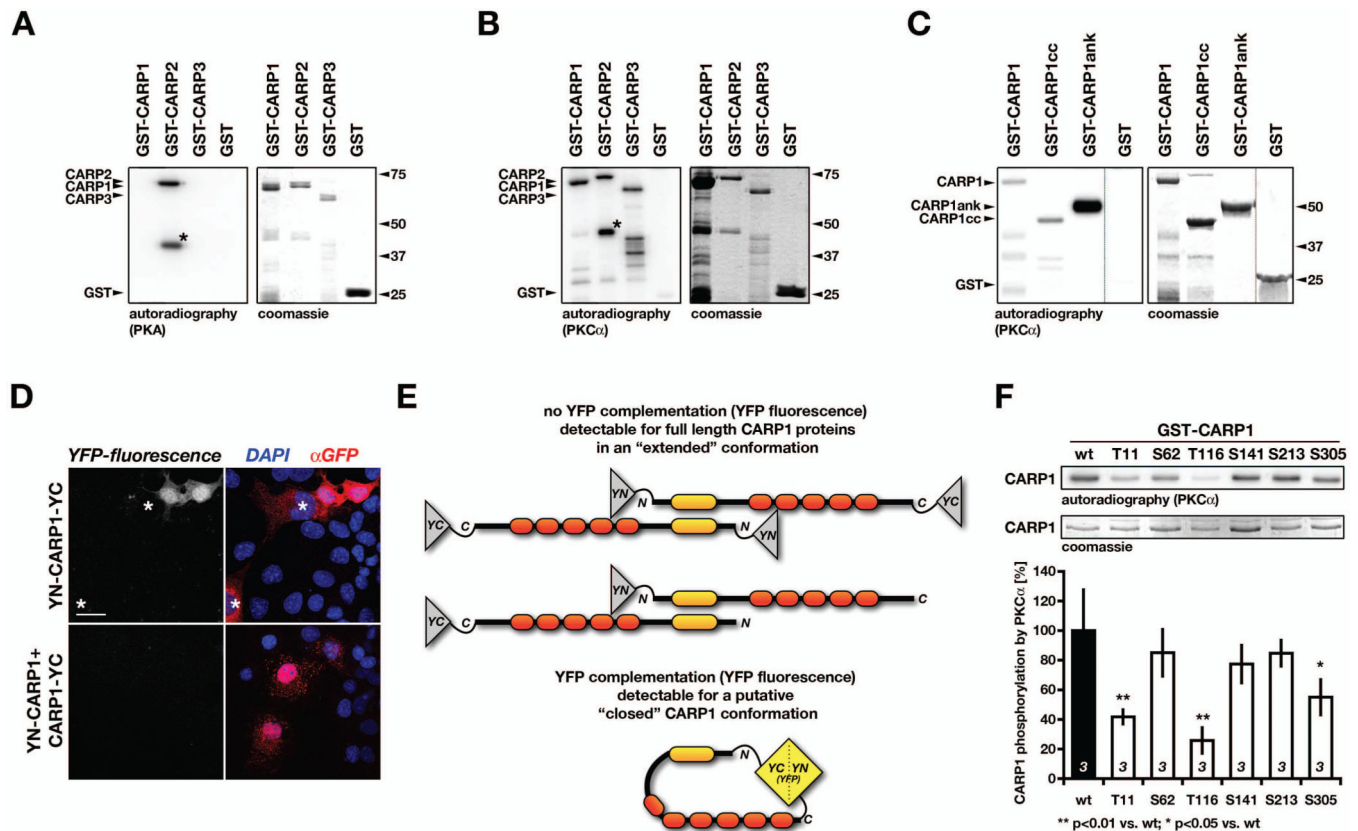 A
GST-CARP1
GST-CARP2
GST-CARP3
GST
GST-CARP1
GST-CARP2
GST-CARP3
GST
CARP2
CARP1
CARP3
GST
75
50
37
25
*
autoradiography
(PKA)
coomassie
B
GST-CARP1
GST-CARP2
GST-CARP3
GST
GST-CARP1
GST-CARP2
GST-CARP3
GST
CARP2
CARP1
CARP3
GST
75
50
37
25
*
autoradiography
(PKCα)
coomassie
C
GST-CARP1
GST-CARP1cc
GST-CARP1ank
GST
GST-CARP1
GST-CARP1cc
GST-CARP1ank
GST
CARP1
CARP1ank
CARP1cc
GST
50
37
25
autoradiography
(PKCα)
coomassie
D
YFP-fluorescence
DAPI αGFP
YN-CARP1-YC
* *
* *
YN-CARP1+
CARP1-YC
E
no YFP complementation (YFP fluorescence)
detectable for full length CARP1 proteins
in an “extended” conformation
YN N C YC
YC C N YN
YN N C
YC C N
YFP complementation (YFP fluorescence)
detectable for a putative
“closed” CARP1 conformation
N
YC YN
(YFP)
C
F
GST-CARP1
wt T11 S62 T116 S141 S213 S305
CARP1
autoradiography (PKCα)
CARP1
coomassie
CARP1 phosphorylation by PKCα [%]
140
120
100
80
60
40
20
0
** ** *
3 3 3 3 3 3 3
wt T11 S62 T116 S141 S213 S305
** p<0.01 vs. wt; * p<0.05 vs. wt